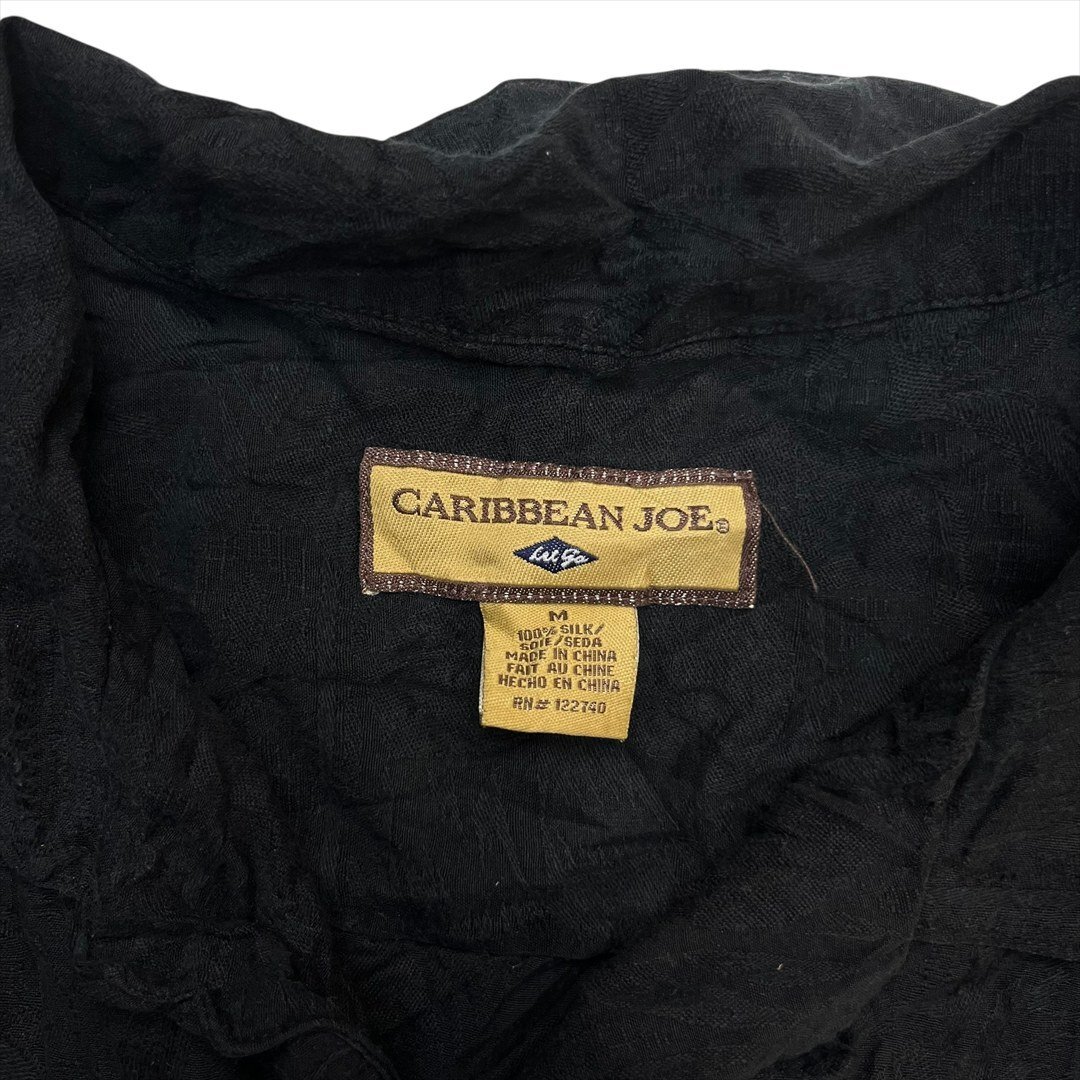 CARIBBEAN JOE®
Let Go
M
100% SILK/
SOIE/SEDA
MADE IN CHINA
FAIT AU CHINE
HECHO EN CHINA
RN# 122740